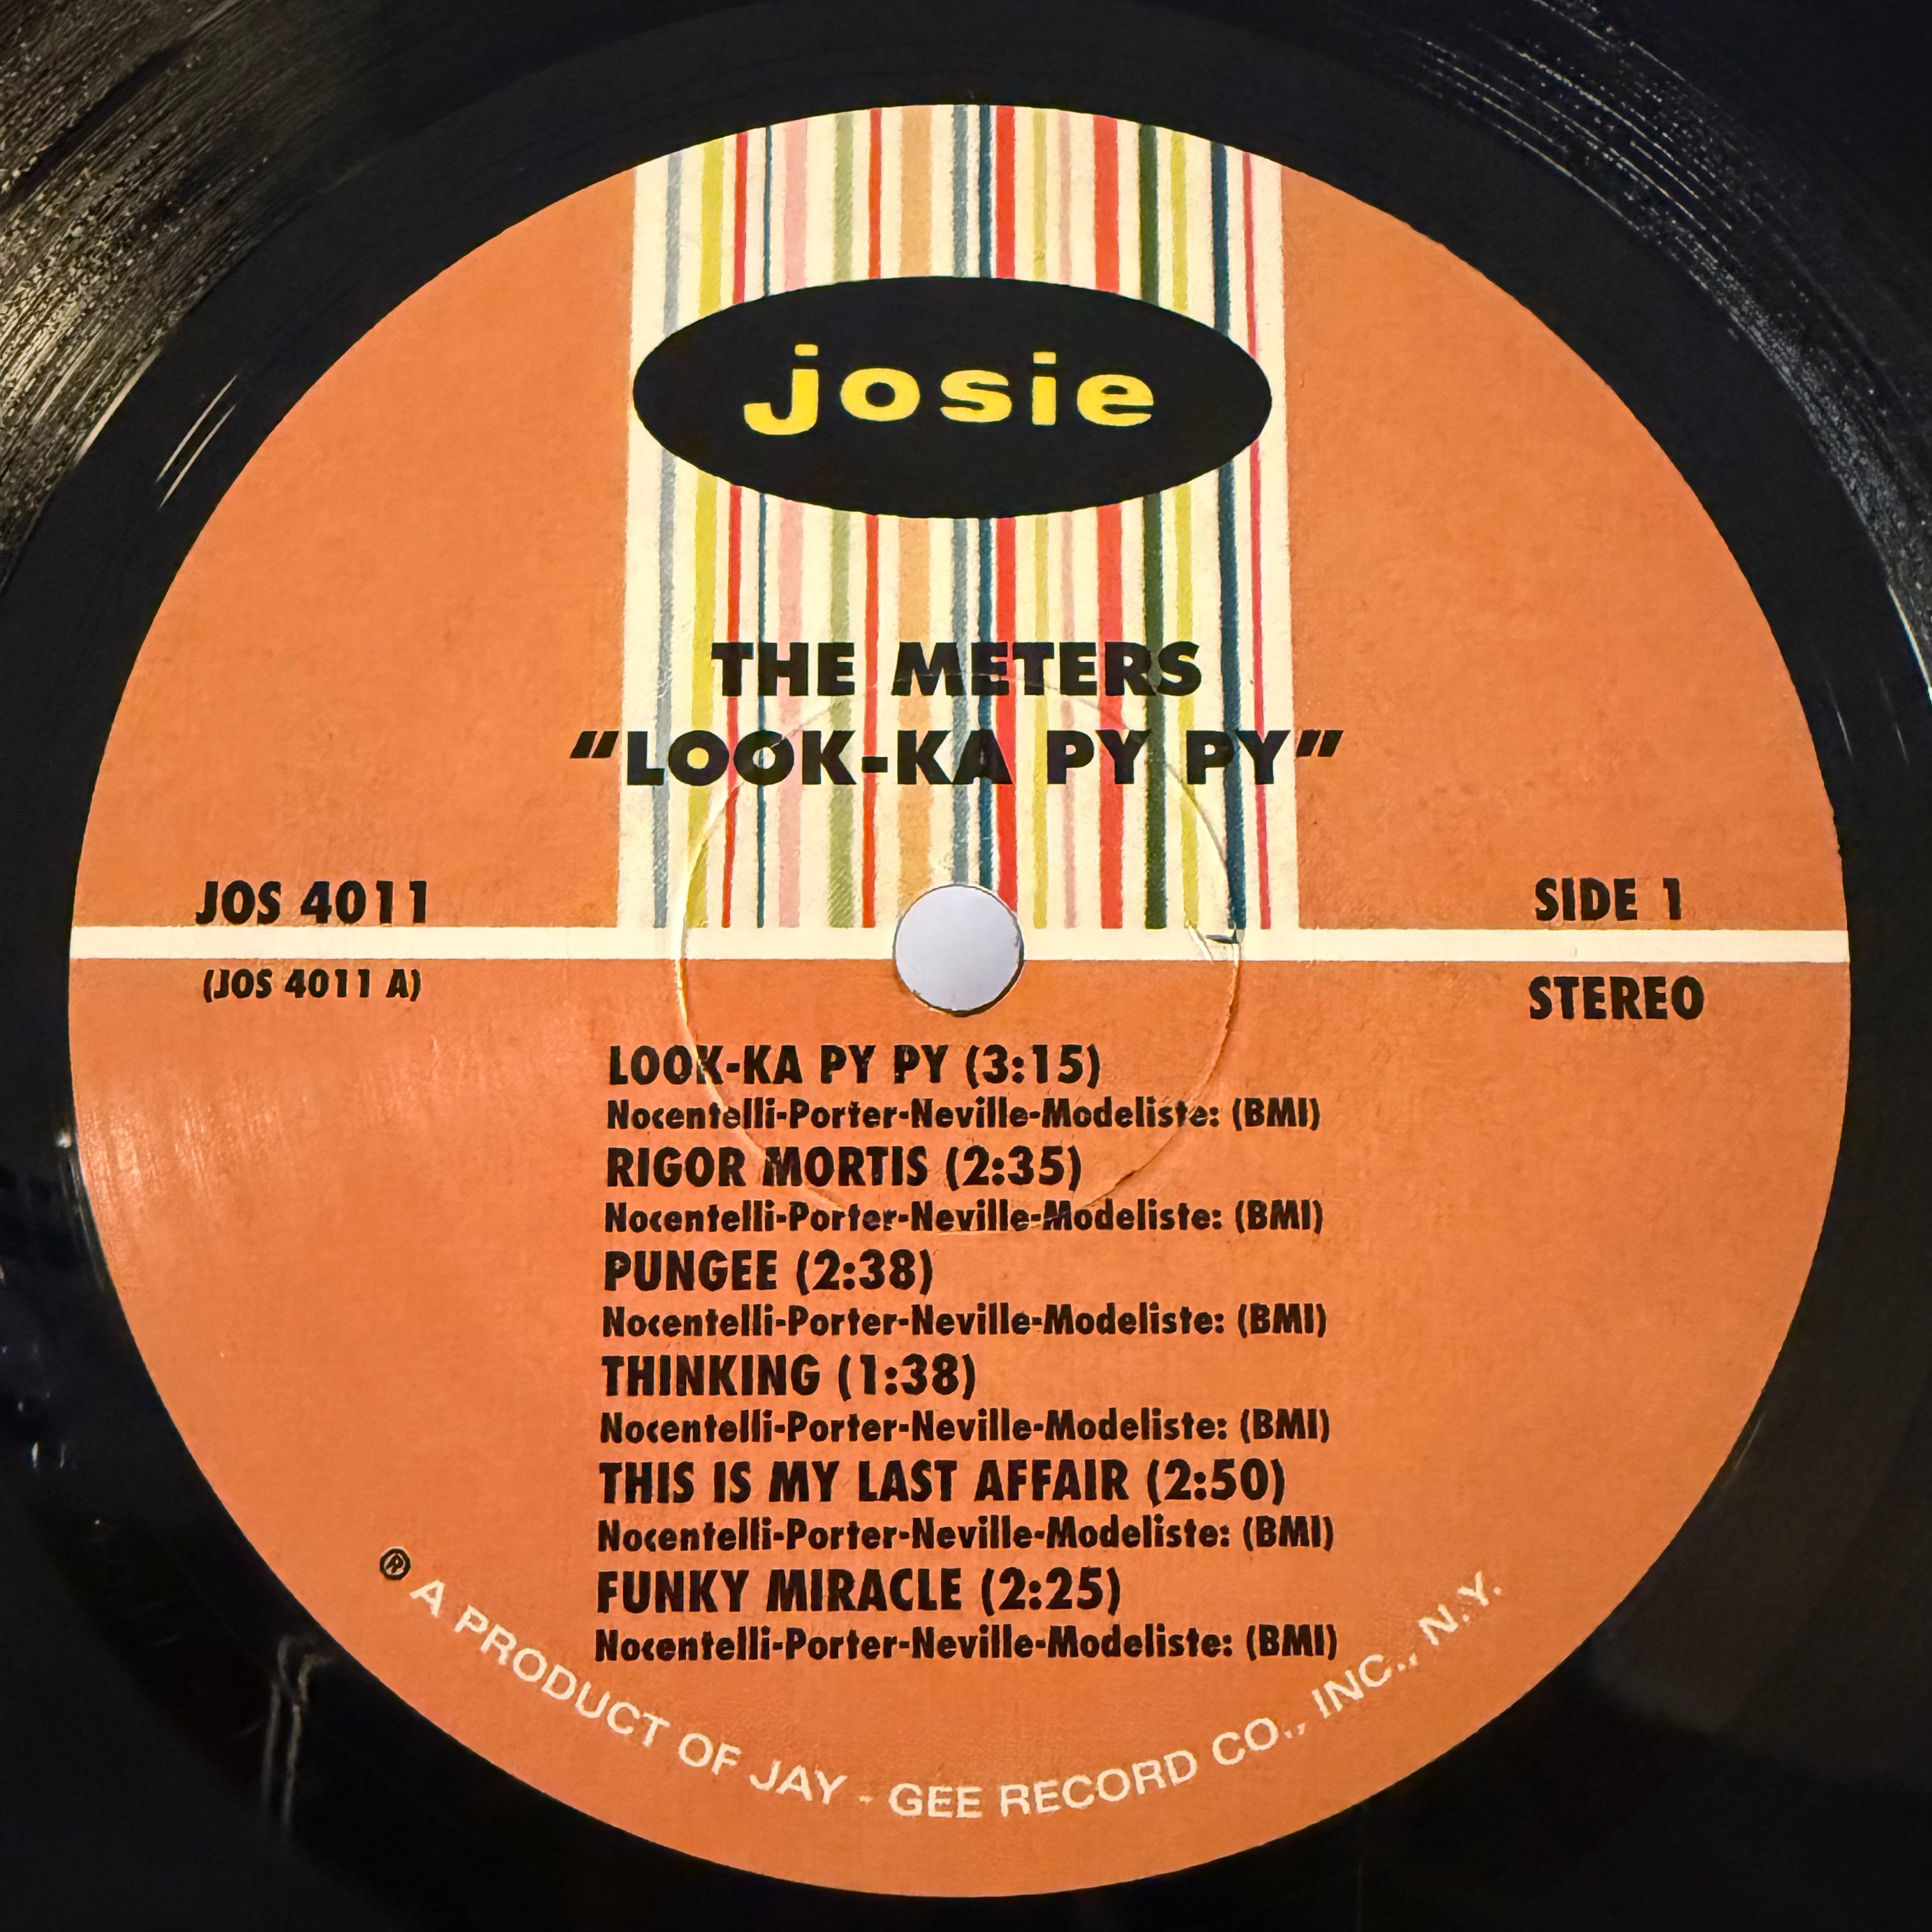 josie
THE METERS
"LOOK-KA PY PY"
JOS 4011
SIDE 1
(JOS 4011 A)
STEREO
LOOK-KA PY PY (3:15)
Nocentelli-Porter-Neville-Modeliste: (BMI)
RIGOR MORTIS (2:35)
Nocentelli-Porter-Neville-Modeliste: (BMI)
PUNGEE (2:38)
Nocentelli-Porter-Neville-Modeliste: (BMI)
THINKING (1:38)
Nocentelli-Porter-Neville-Modeliste: (BMI)
THIS IS MY LAST AFFAIR (2:50)
Nocentelli-Porter-Neville-Modeliste: (BMI)
FUNKY MIRACLE (2:25)
Nocentelli-Porter-Neville-Modeliste: (BMI)
® A PRODUCT OF JAY - GEE RECORD CO., INC., N.Y.